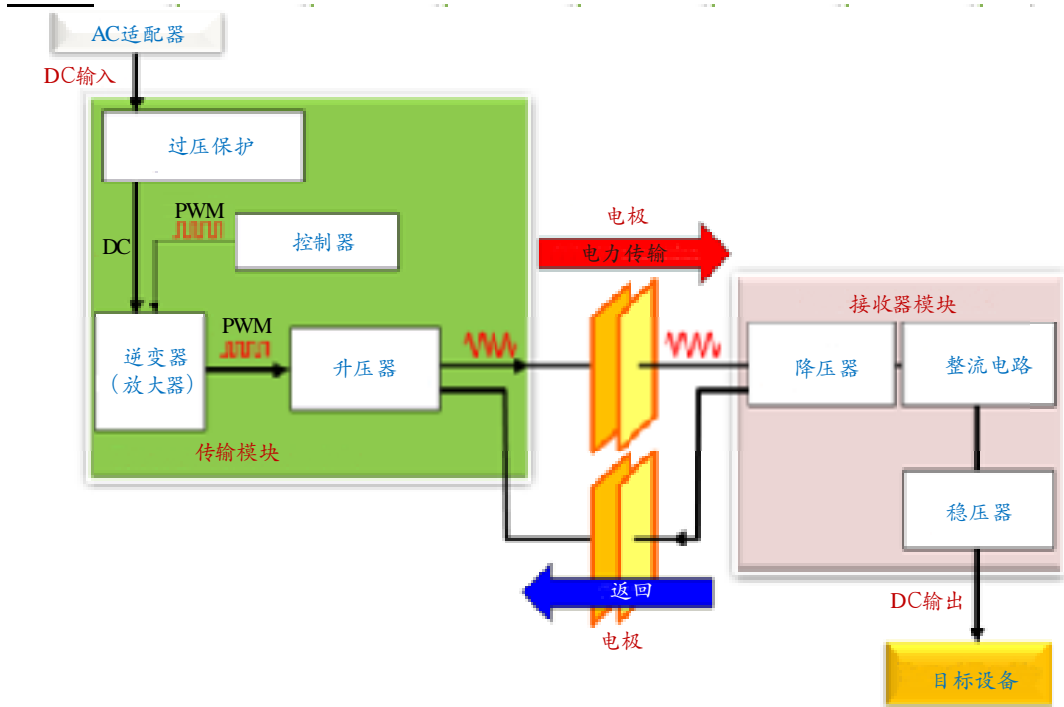 AC适配器
DC输入
过压保护
PWM
控制器
DC
逆变器
(放大器)
PWM
升压器
传输模块
电极
电力传输
返回
电极
接收器模块
降压器
整流电路
稳压器
DC输出
目标设备